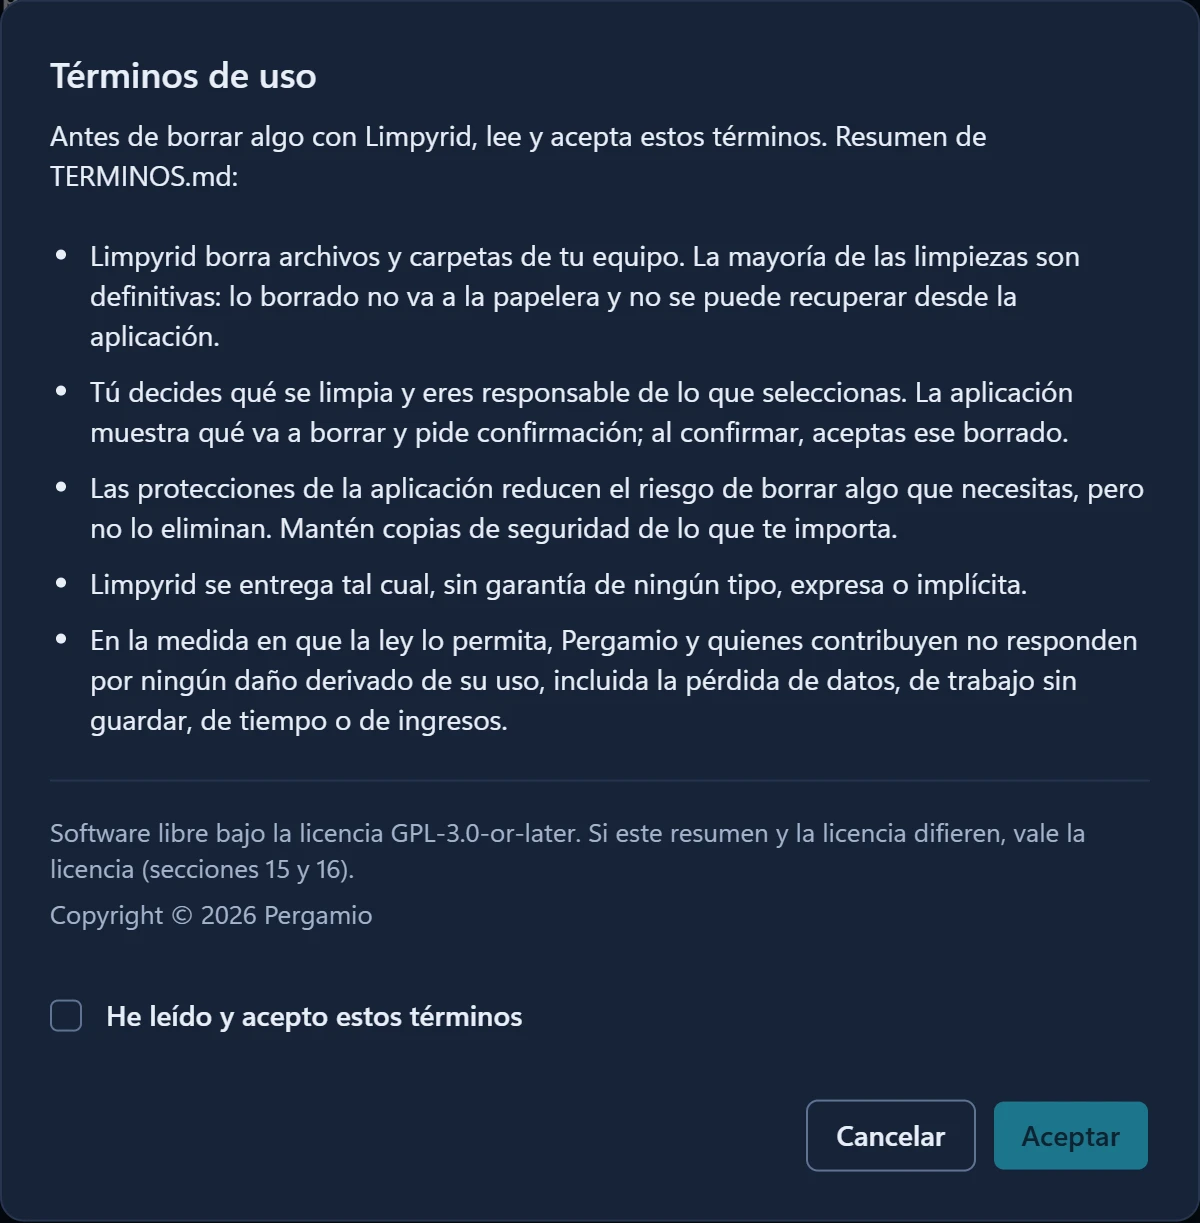 Términos de uso
Antes de borrar algo con Limpyrid, lee y acepta estos términos. Resumen de
TERMINOS.md:
• Limpyrid borra archivos y carpetas de tu equipo. La mayoría de las limpiezas son
definitivas: lo borrado no va a la papelera y no se puede recuperar desde la
aplicación.
• Tú decides qué se limpia y eres responsable de lo que seleccionas. La aplicación
muestra qué va a borrar y pide confirmación; al confirmar, aceptas ese borrado.
• Las protecciones de la aplicación reducen el riesgo de borrar algo que necesitas, pero
no lo eliminan. Mantén copias de seguridad de lo que te importa.
• Limpyrid se entrega tal cual, sin garantía de ningún tipo, expresa o implícita.
• En la medida en que la ley lo permita, Pergamio y quienes contribuyen no responden
por ningún daño derivado de su uso, incluida la pérdida de datos, de trabajo sin
guardar, de tiempo o de ingresos.
Software libre bajo la licencia GPL-3.0-or-later. Si este resumen y la licencia difieren, vale la
licencia (secciones 15 y 16).
Copyright © 2026 Pergamio
He leído y acepto estos términos
Cancelar
Aceptar